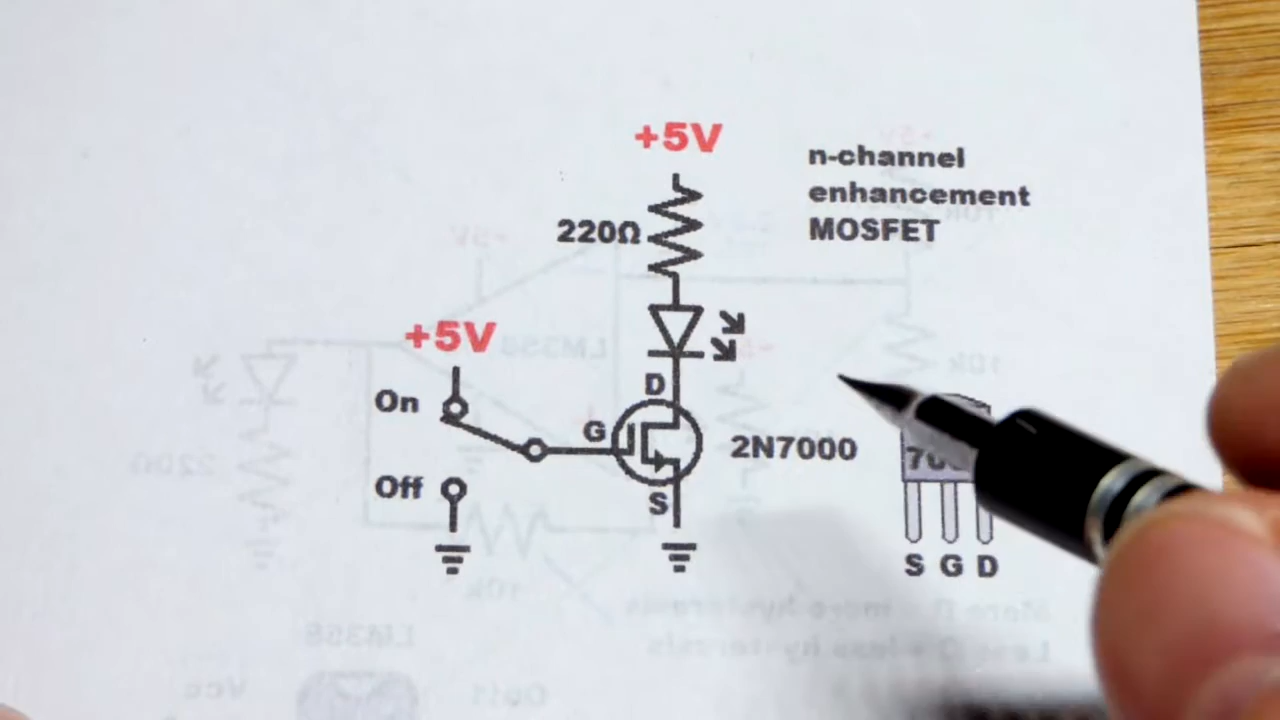 +5V
n-channel
enhancement
MOSFET
220Ω
+5V
On
D
G
2N7000
Off
S
S G D